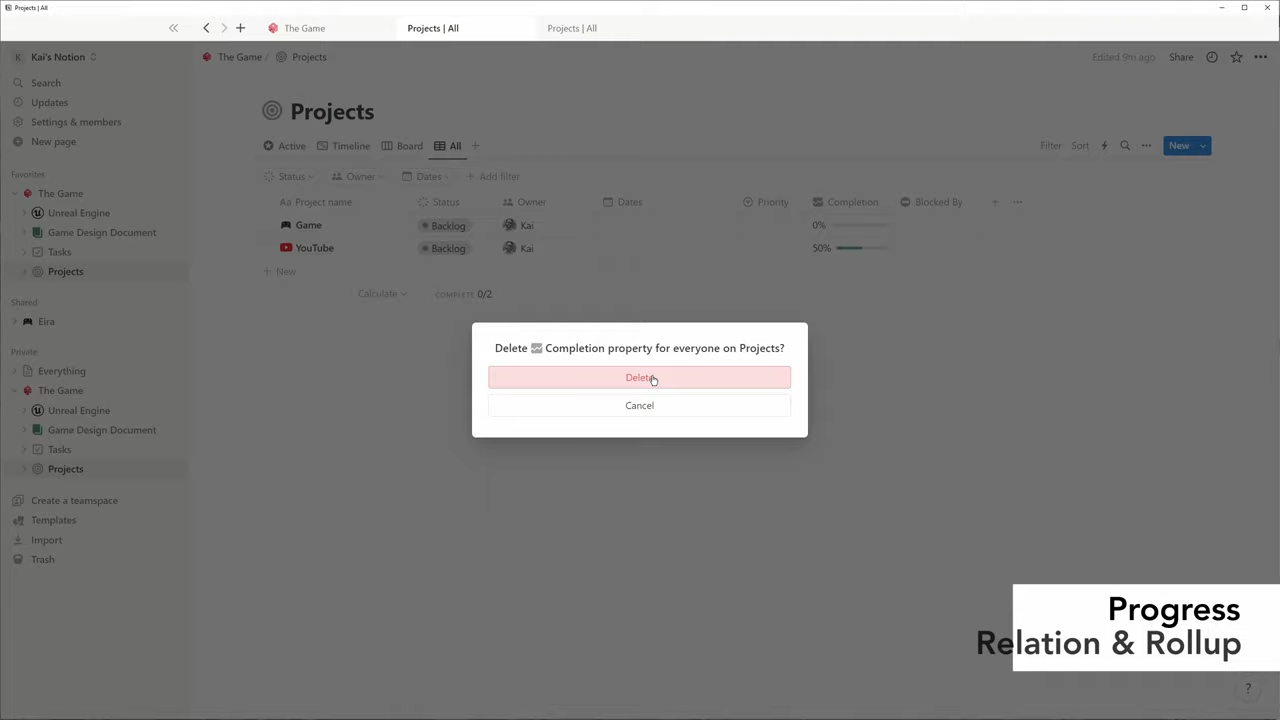 Projects | All
The Game
Projects | All
Projects | All
K Kai's Notion
The Game / Projects
Edited 9m ago
Share
Search
Updates
Settings & members
New page
Favorites
The Game
Unreal Engine
Game Design Document
Tasks
Projects
Shared
Eira
Private
Everything
The Game
Unreal Engine
Game Design Document
Tasks
Projects
Create a teamspace
Templates
Import
Trash
Projects
Active Timeline Board All
Filter Sort New
Status Owner Dates + Add filter
Aa Project name Status Owner Dates Priority Completion Blocked By
Game Backlog Kai 0%
YouTube Backlog Kai 50%
+ New
Calculate COMPLETE 0/2
Delete Completion property for everyone on Projects?
Delete
Cancel
Progress
Relation & Rollup
?